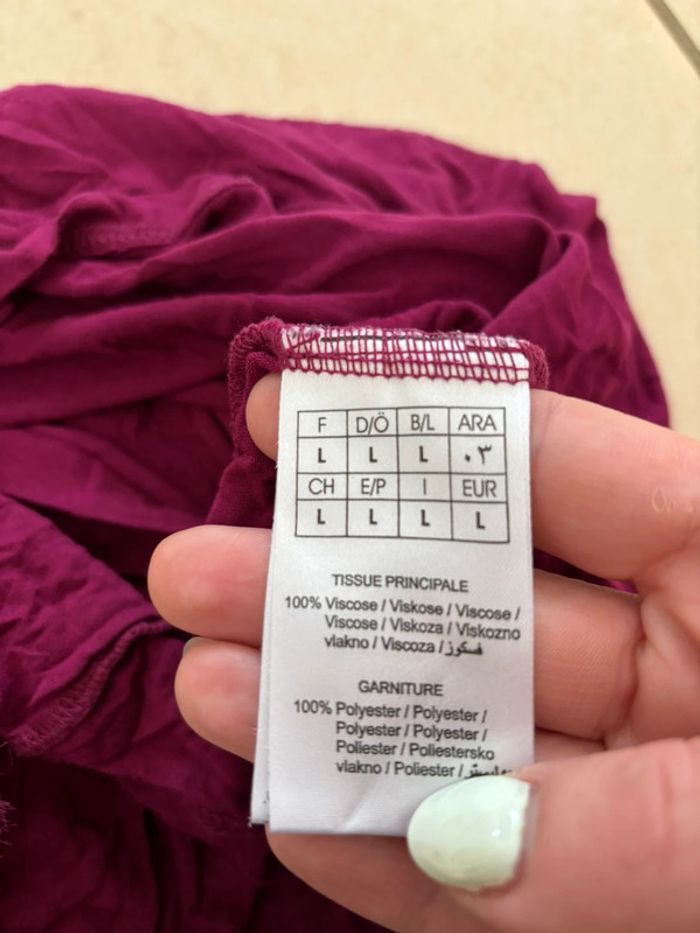 F D/Ö B/L ARA
L L L ٠٣
CH E/P I EUR
L L L L
TISSUE PRINCIPALE
100% Viscose / Viskose / Viscose /
Viscose / Viskoza / Viskozno
vlakno / Viscoza / فسكوز
GARNITURE
100% Polyester / Polyester /
Polyester / Polyester /
Poliester / Poliestersko
vlakno / Poliester /